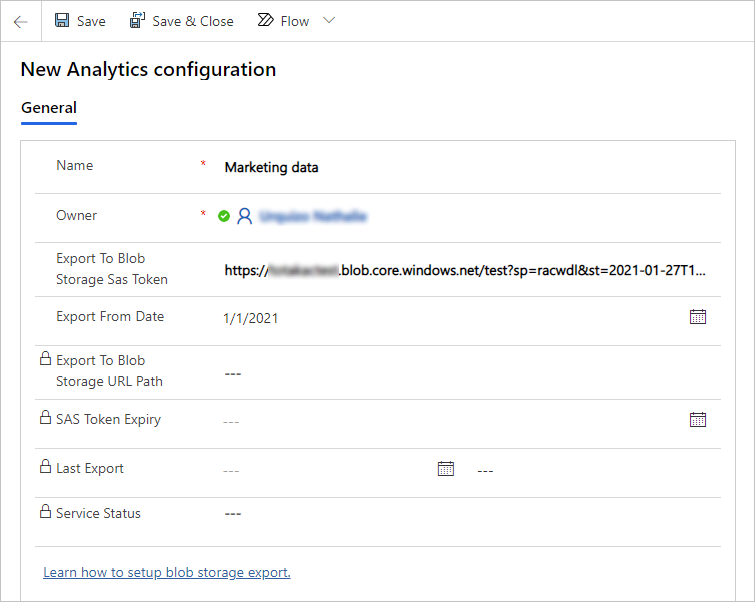 Save Save & Close Flow
New Analytics configuration
General
Name * Marketing data
Owner *
Export To Blob
Storage Sas Token
https:// .blob.core.windows.net/test?sp=racwdl&st=2021-01-27T1...
Export From Date 1/1/2021
Export To Blob
Storage URL Path
---
SAS Token Expiry ---
Last Export --- ---
Service Status ---
Learn how to setup blob storage export.